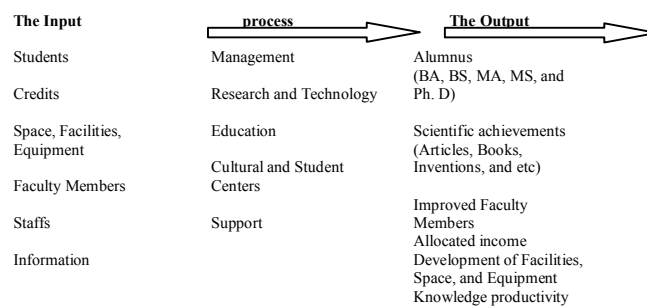 The Input
Students
Credits
Space, Facilities,
Equipment
Faculty Members
Staffs
Information
process
Management
Research and Technology
Education
Cultural and Student
Centers
Support
The Output
Alumnus
(BA, BS, MA, MS, and
Ph. D)
Scientific achievements
(Articles, Books,
Inventions, and etc)
Improved Faculty
Members
Allocated income
Development of Facilities,
Space, and Equipment
Knowledge productivity